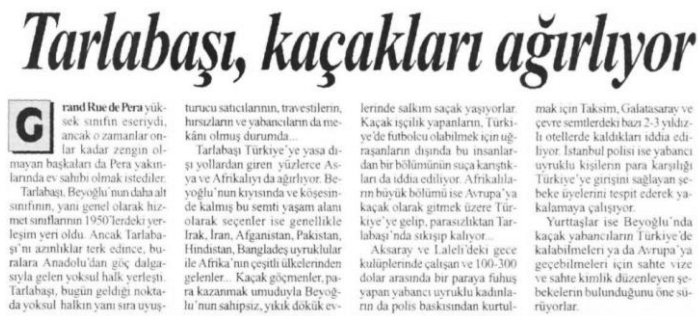 Tarlabaşı, kaçakları ağırlıyor
Grand Rue de Pera yük-
sek sınıfın eseriydi,
ancak o zamanlar on-
lar kadar zengin ol-
mayan başkaları da Pera yakın-
larında ev sahibi olmak istediler.
Tarlabaşı, Beyoğlu'nun daha alt
sınıfının, yani genel olarak hiz-
met sınıflarının 1950'lerdeki yer-
leşim yeri oldu. Ancak Tarlaba-
şı'nı azınlıklar terk edince, bu-
ralara Anadolu'dan göç dalga-
sıyla gelen yoksul halk yerleşti.
Tarlabaşı, bugün geldiği nokta-
da yoksul halkın yanı sıra uyuş-
turucu satıcılarının, travestilerin,
hırsızların ve yabancıların da me-
kânı olmuş durumda...
Tarlabaşı Türkiye'ye yasa dı-
şı yollardan giren yüzlerce As-
ya ve Afrikalıyı da ağırlıyor. Be-
yoğlu'nun kıyısında ve köşesin-
de kalmış bu semti yaşam alanı
olarak seçenler ise genellikle
Irak, İran, Afganistan, Pakistan,
Hindistan, Bangladeş uyruklular
ile Afrika'nın çeşitli ülkelerinden
gelenler... Kaçak göçmenler, pa-
ra kazanmak umuduyla Beyoğ-
lu'nun sahipsiz, yıkık dökük ev-
lerinde salkım saçak yaşıyorlar.
Kaçak işçilik yapanların, Türki-
ye'de futbolcu olabilmek için uğ-
raşanların dışında bu insanlar-
dan bir bölümünün suça karıştık-
ları da iddia ediliyor. Afrikalıla-
rın büyük bölümü ise Avrupa'ya
kaçak olarak gitmek üzere Tür-
kiye'ye gelip, parasızlıktan Tar-
labaşı'nda sıkışıp kalıyor...
Aksaray ve Laleli'deki gece
kulüplerinde çalışan ve 100-300
dolar arasında bir paraya fuhuş
yapan yabancı uyruklu kadınla-
rın da polis baskısından kurtul-
mak için Taksim, Galatasaray ve
çevre semtlerdeki bazı 2-3 yıldız-
lı otellerde kaldıkları iddia edi-
liyor. İstanbul polisi ise yabancı
uyruklu kişilerin para karşılığı
Türkiye'ye girişini sağlayan şe-
beke üyelerini tespit ederek ya-
kalamaya çalışıyor.
Yurttaşlar ise Beyoğlu'nda
kaçak yabancıların Türkiye'de
kalabilmeleri ya da Avrupa'ya
geçebilmeleri için sahte vize
ve sahte kimlik düzenleyen şe-
bekelerin bulunduğunu öne sü-
rüyorlar.